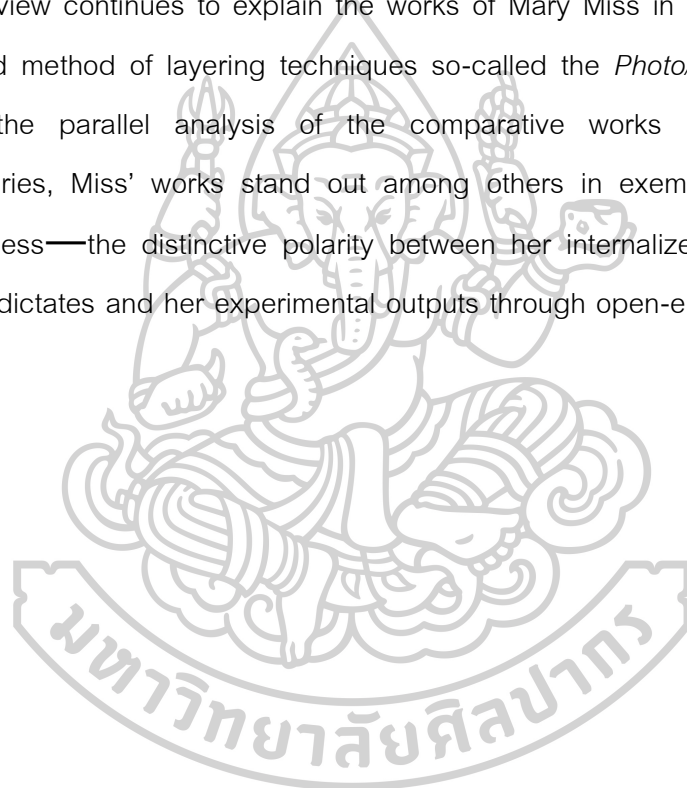 view continues to explain the works of Mary Miss in
d method of layering techniques so-called the Photo
the parallel analysis of the comparative works
ries, Miss' works stand out among others in exem
ess—the distinctive polarity between her internalize
dictates and her experimental outputs through open-e
มหาวิทยาลัยศิลปากร